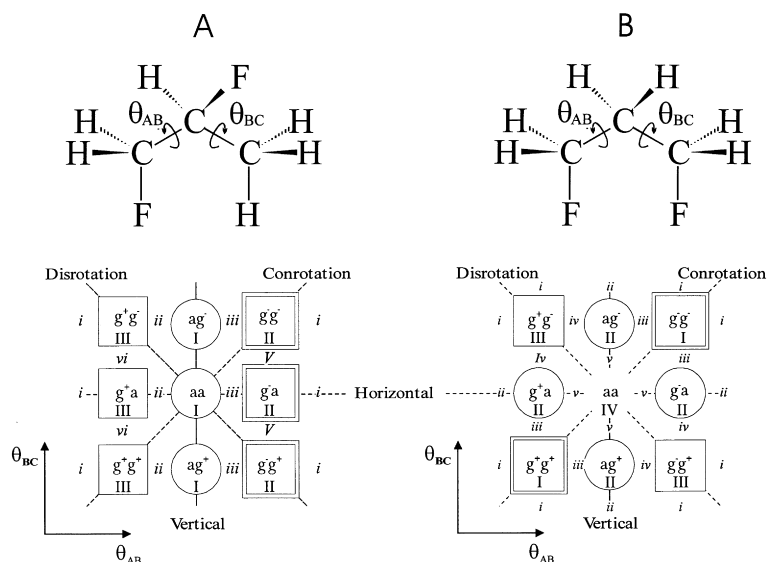 A B
H F H H
H θAB θBC H H θAB θBC H
H C C C H H C C C H
F H F F
Disrotation Conrotation Disrotation Conrotation
i ii i i
i g⁺g⁻ ii ag⁻ iii g⁻g⁻ i i g⁺g⁻ iv ag⁻ iii g⁻g⁻ i
III I II III II I
vi V Iv v iii
i g⁺a ii aa iii g⁻a i Horizontal ii g⁺a v aa v g⁻a ii
III I II II IV II
vi V iii v iv
i g⁺g⁺ ii ag⁺ iii g⁻g⁺ i i g⁺g⁺ iii ag⁺ iv g⁻g⁺ i
III I II I II III
i ii i
θBC Vertical θBC Vertical
θAB θAB